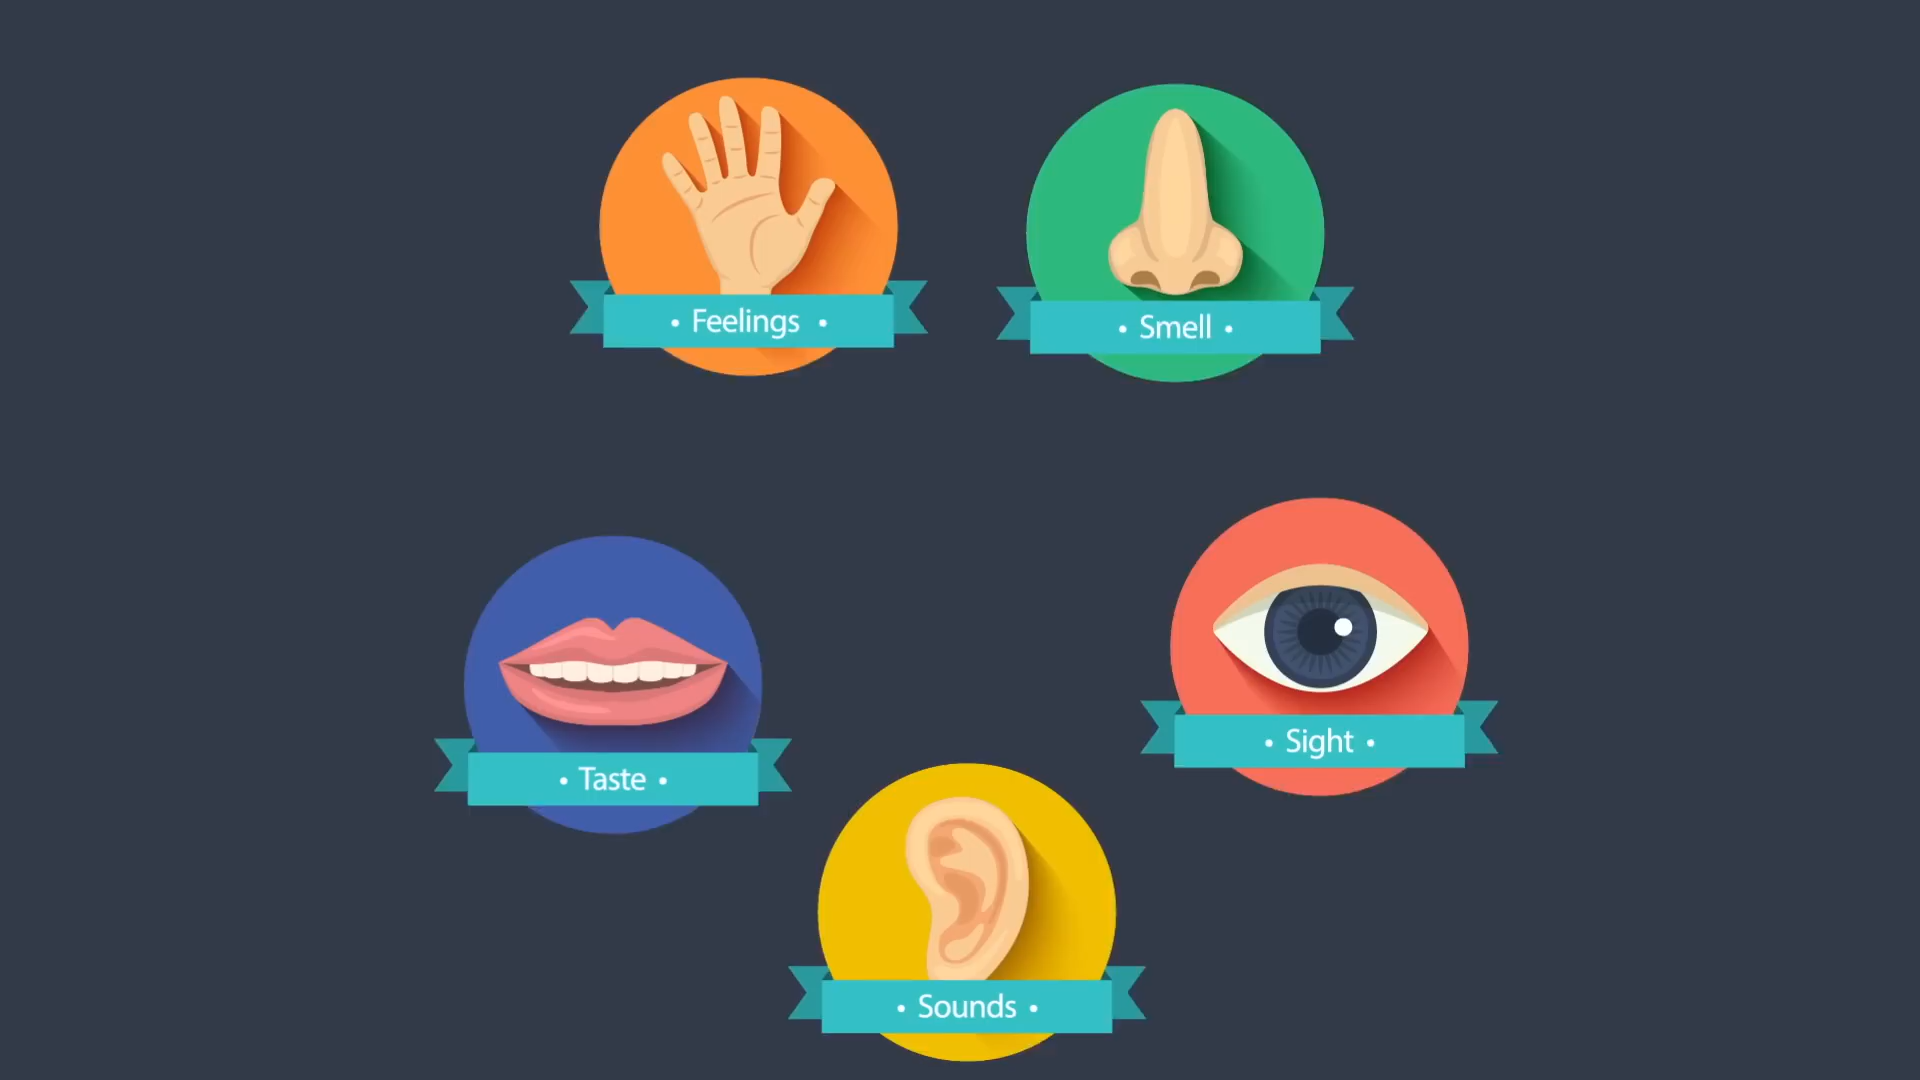 • Feelings •
• Smell •
• Sight •
• Taste •
• Sounds •